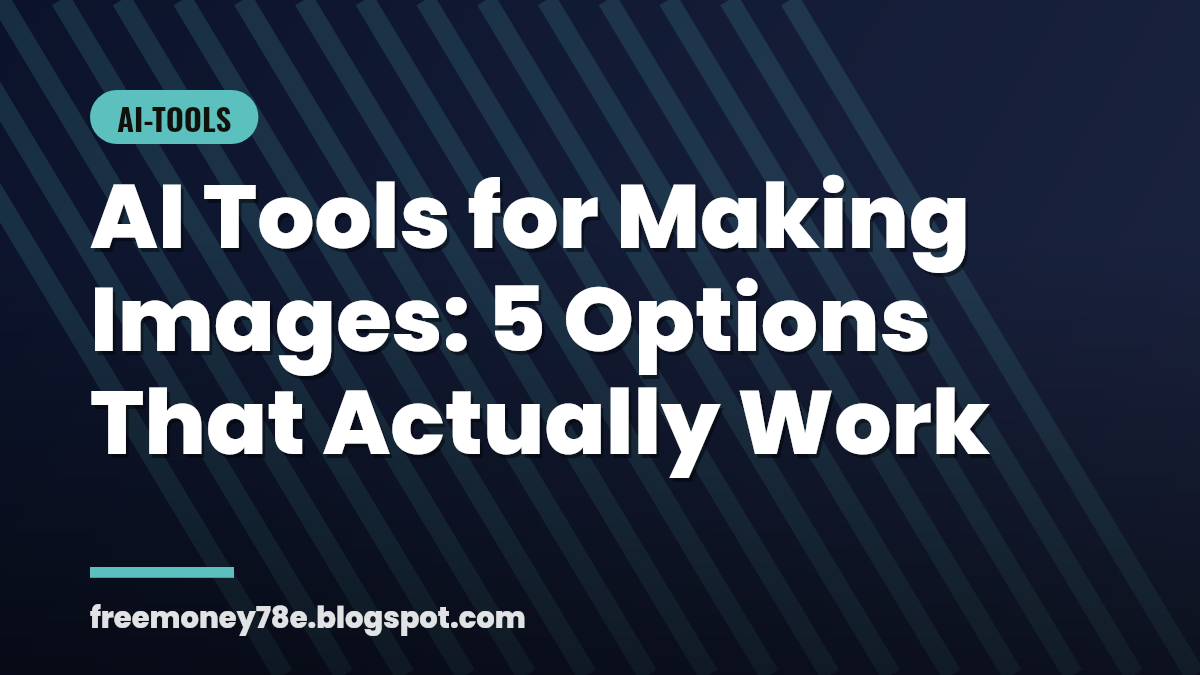 AI-TOOLS
AI Tools for Making
Images: 5 Options
That Actually Work
freemoney78e.blogspot.com